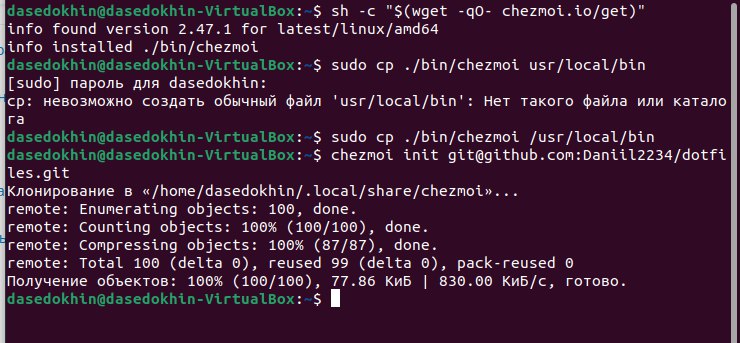 dasedokhin@dasedokhin-VirtualBox:~$ sh -c "$(wget -qO- chezmoi.io/get)"
info found version 2.47.1 for latest/linux/amd64
info installed ./bin/chezmoi
dasedokhin@dasedokhin-VirtualBox:~$ sudo cp ./bin/chezmoi usr/local/bin
[sudo] пароль для dasedokhin:
cp: невозможно создать обычный файл 'usr/local/bin': Нет такого файла или катало
га
dasedokhin@dasedokhin-VirtualBox:~$ sudo cp ./bin/chezmoi /usr/local/bin
dasedokhin@dasedokhin-VirtualBox:~$ chezmoi init git@github.com:Daniil2234/dotfi
les.git
Клонирование в «/home/dasedokhin/.local/share/chezmoi»...
remote: Enumerating objects: 100, done.
remote: Counting objects: 100% (100/100), done.
remote: Compressing objects: 100% (87/87), done.
remote: Total 100 (delta 0), reused 99 (delta 0), pack-reused 0
Получение объектов: 100% (100/100), 77.86 КиБ | 830.00 КиБ/с, готово.
dasedokhin@dasedokhin-VirtualBox:~$